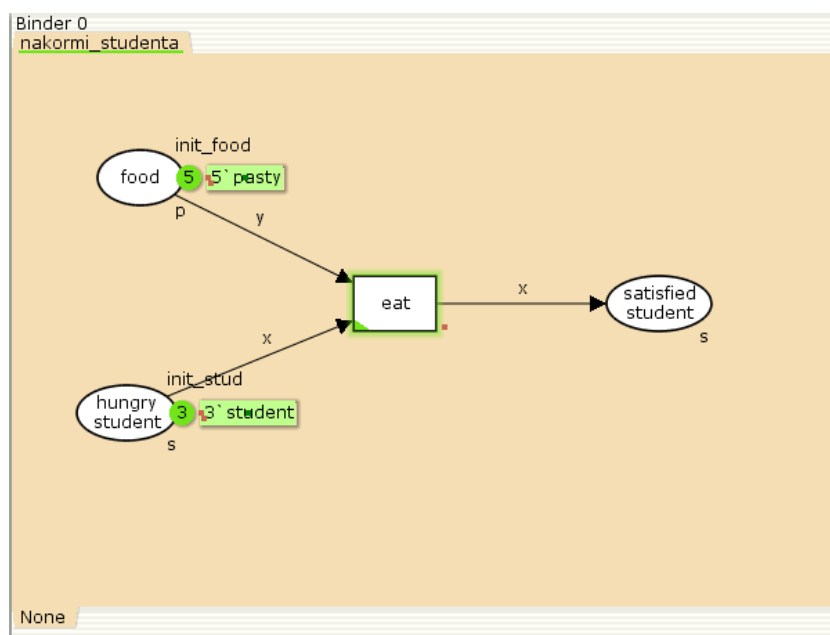 Binder 0
nakormi_studenta
init_food
food
5
5`pasty
p
y
eat
x
satisfied
student
s
x
init_stud
hungry
student
3
3`student
s
None